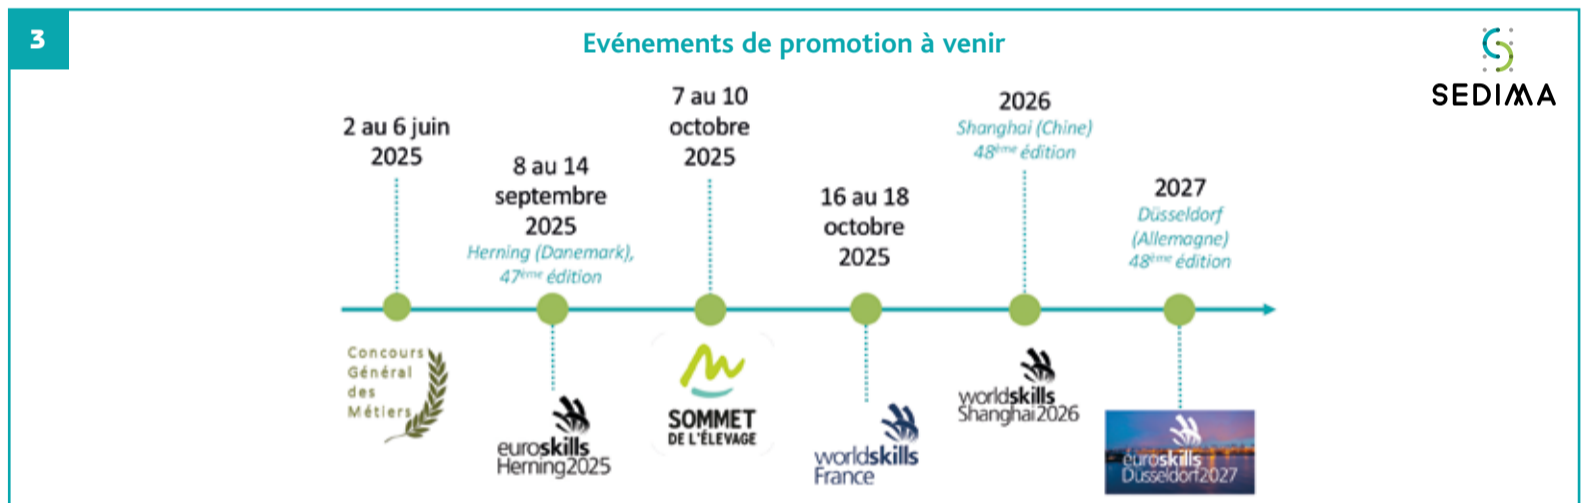 3
Evénements de promotion à venir
SEDIMA
2 au 6 juin
2025
8 au 14
septembre
2025
Herning (Danemark),
47ème édition
7 au 10
octobre
2025
16 au 18
octobre
2025
2026
Shanghai (Chine)
48ème édition
2027
Düsseldorf
(Allemagne)
48ème édition
Concours
Général
des
Métiers
euroskills
Herning2025
SOMMET
DE L'ÉLEVAGE
worldskills
France
worldskills
Shanghai2026
euroskills
Düsseldorf2027